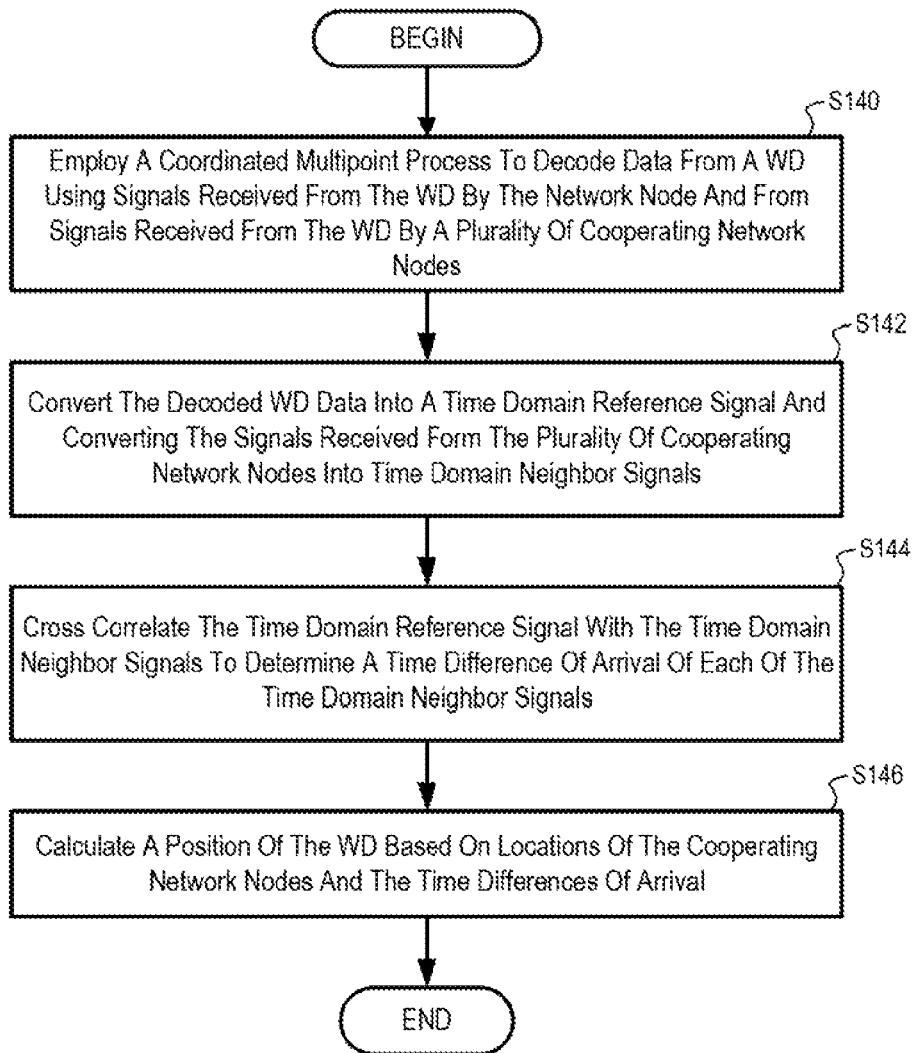 BEGIN
S140
Employ A Coordinated Multipoint Process To Decode Data From A WD
Using Signals Received From The WD By The Network Node And From
Signals Received From The WD By A Plurality Of Cooperating Network
Nodes
S142
Convert The Decoded WD Data Into A Time Domain Reference Signal And
Converting The Signals Received Form The Plurality Of Cooperating
Network Nodes Into Time Domain Neighbor Signals
S144
Cross Correlate The Time Domain Reference Signal With The Time Domain
Neighbor Signals To Determine A Time Difference Of Arrival Of Each Of The
Time Domain Neighbor Signals
S146
Calculate A Position Of The WD Based On Locations Of The Cooperating
Network Nodes And The Time Differences Of Arrival
END